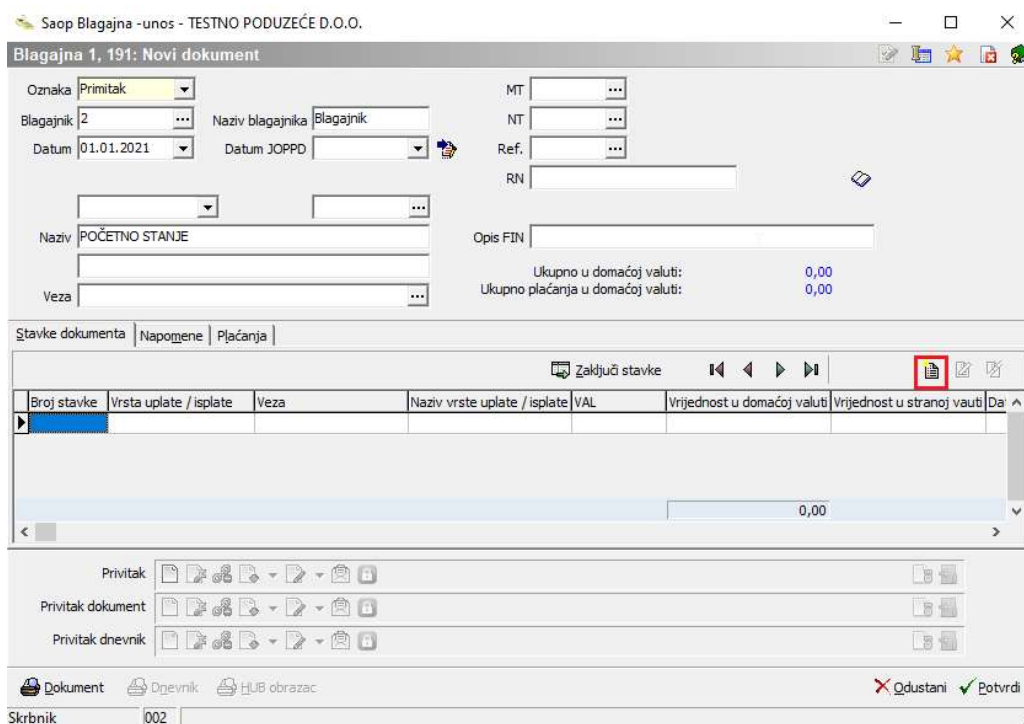 Saop Blagajna -unos - TESTNO PODUZEĆE D.O.O.
Blagajna 1, 191: Novi dokument
Oznaka Primitak MT
Blagajnik 2 Naziv blagajnika Blagajnik NT
Datum 01.01.2021 Datum JOPPD Ref.
RN
Naziv POČETNO STANJE Opis FIN
Ukupno u domaćoj valuti: 0,00
Ukupno plaćanja u domaćoj valuti: 0,00
Veza
Stavke dokumenta Napomene Plaćanja
Zaključi stavke
Broj stavke Vrsta uplate / isplate Veza Naziv vrste uplate / isplate VAL Vrijednost u domaćoj valuti Vrijednost u stranoj vauti Da
0,00
Privitak
Privitak dokument
Privitak dnevnik
Dokument Dnevnik HUB obrazac Odustani Potvrdi
Skrbnik 002